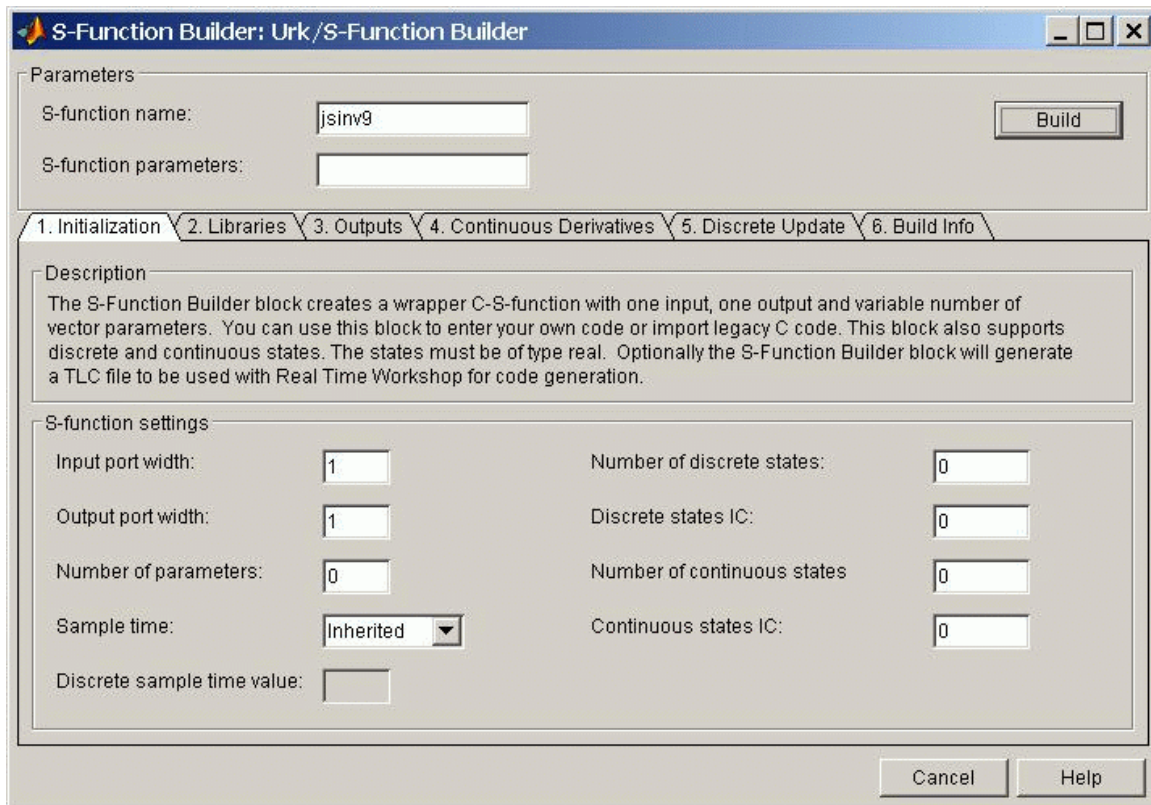 S-Function Builder: Urk/S-Function Builder
Parameters
S-function name: jsinv9 Build
S-function parameters:
1. Initialization 2. Libraries 3. Outputs 4. Continuous Derivatives 5. Discrete Update 6. Build Info
Description
The S-Function Builder block creates a wrapper C-S-function with one input, one output and variable number of
vector parameters. You can use this block to enter your own code or import legacy C code. This block also supports
discrete and continuous states. The states must be of type real. Optionally the S-Function Builder block will generate
a TLC file to be used with Real Time Workshop for code generation.
S-function settings
Input port width: 1 Number of discrete states: 0
Output port width: 1 Discrete states IC: 0
Number of parameters: 0 Number of continuous states 0
Sample time: Inherited Continuous states IC: 0
Discrete sample time value:
Cancel Help